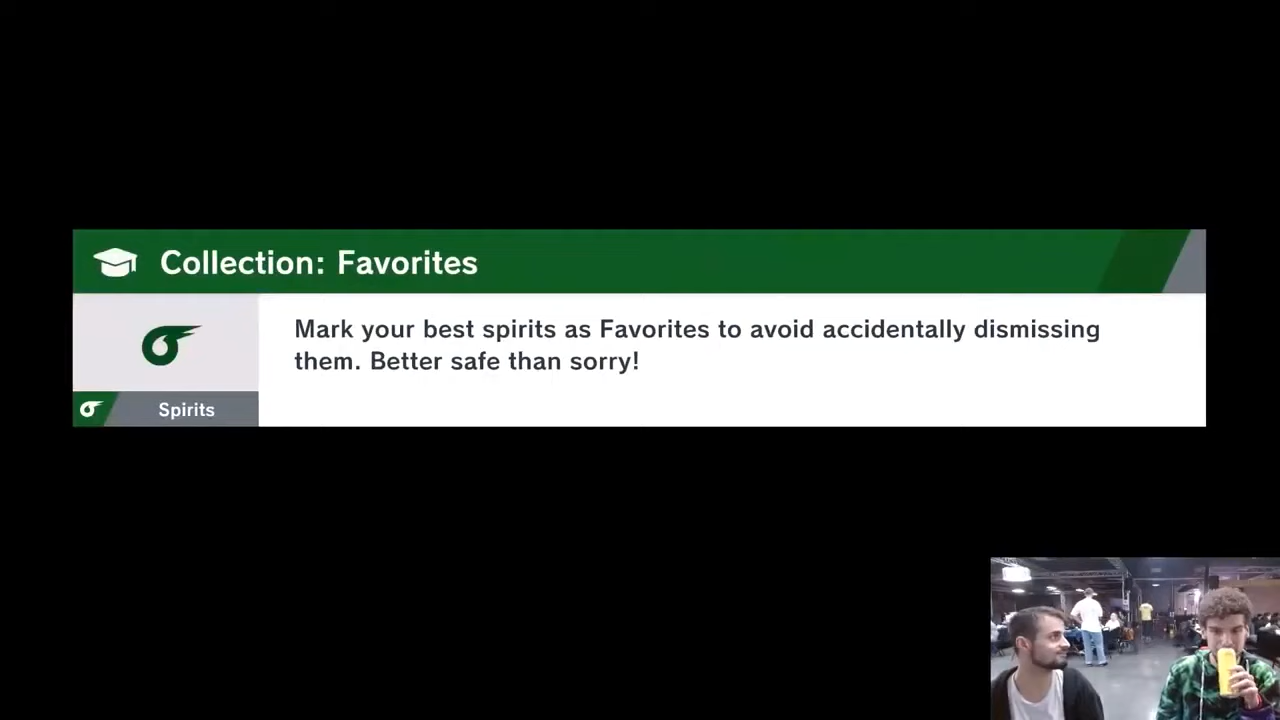 Collection: Favorites
Mark your best spirits as Favorites to avoid accidentally dismissing
them. Better safe than sorry!
Spirits